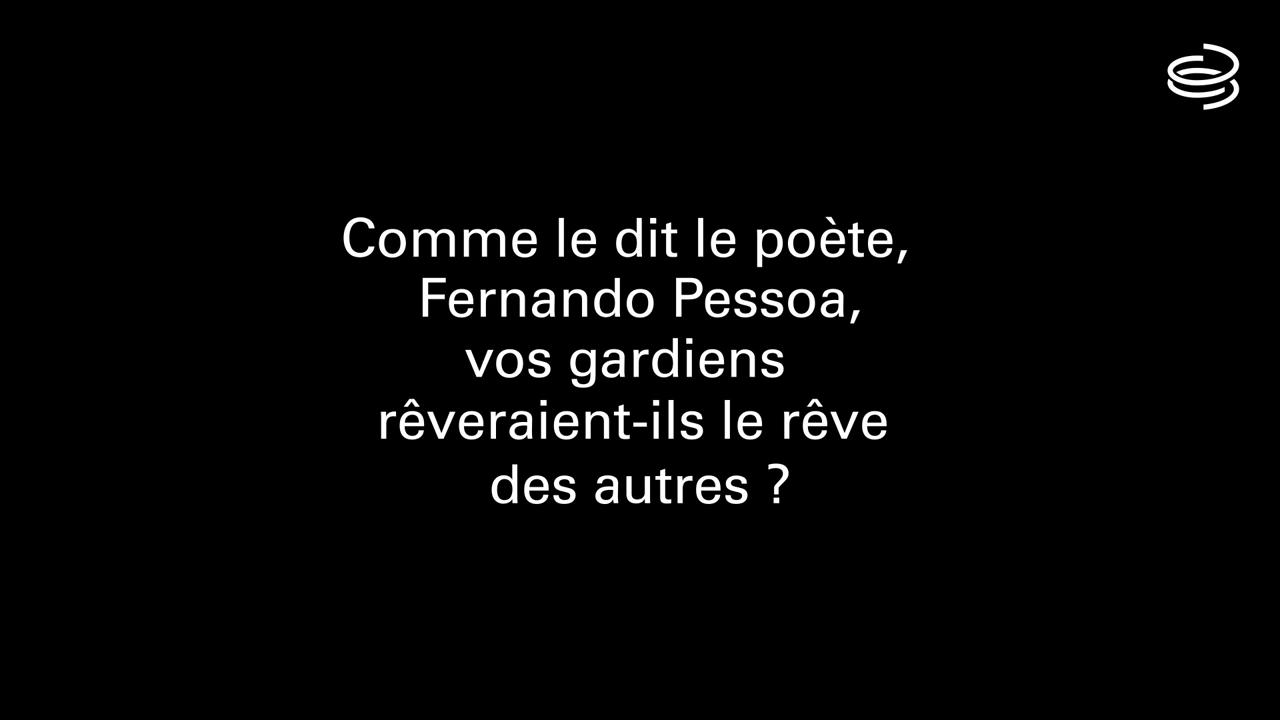 Comme le dit le poète,
Fernando Pessoa,
vos gardiens
rêveraient-ils le rêve
des autres ?